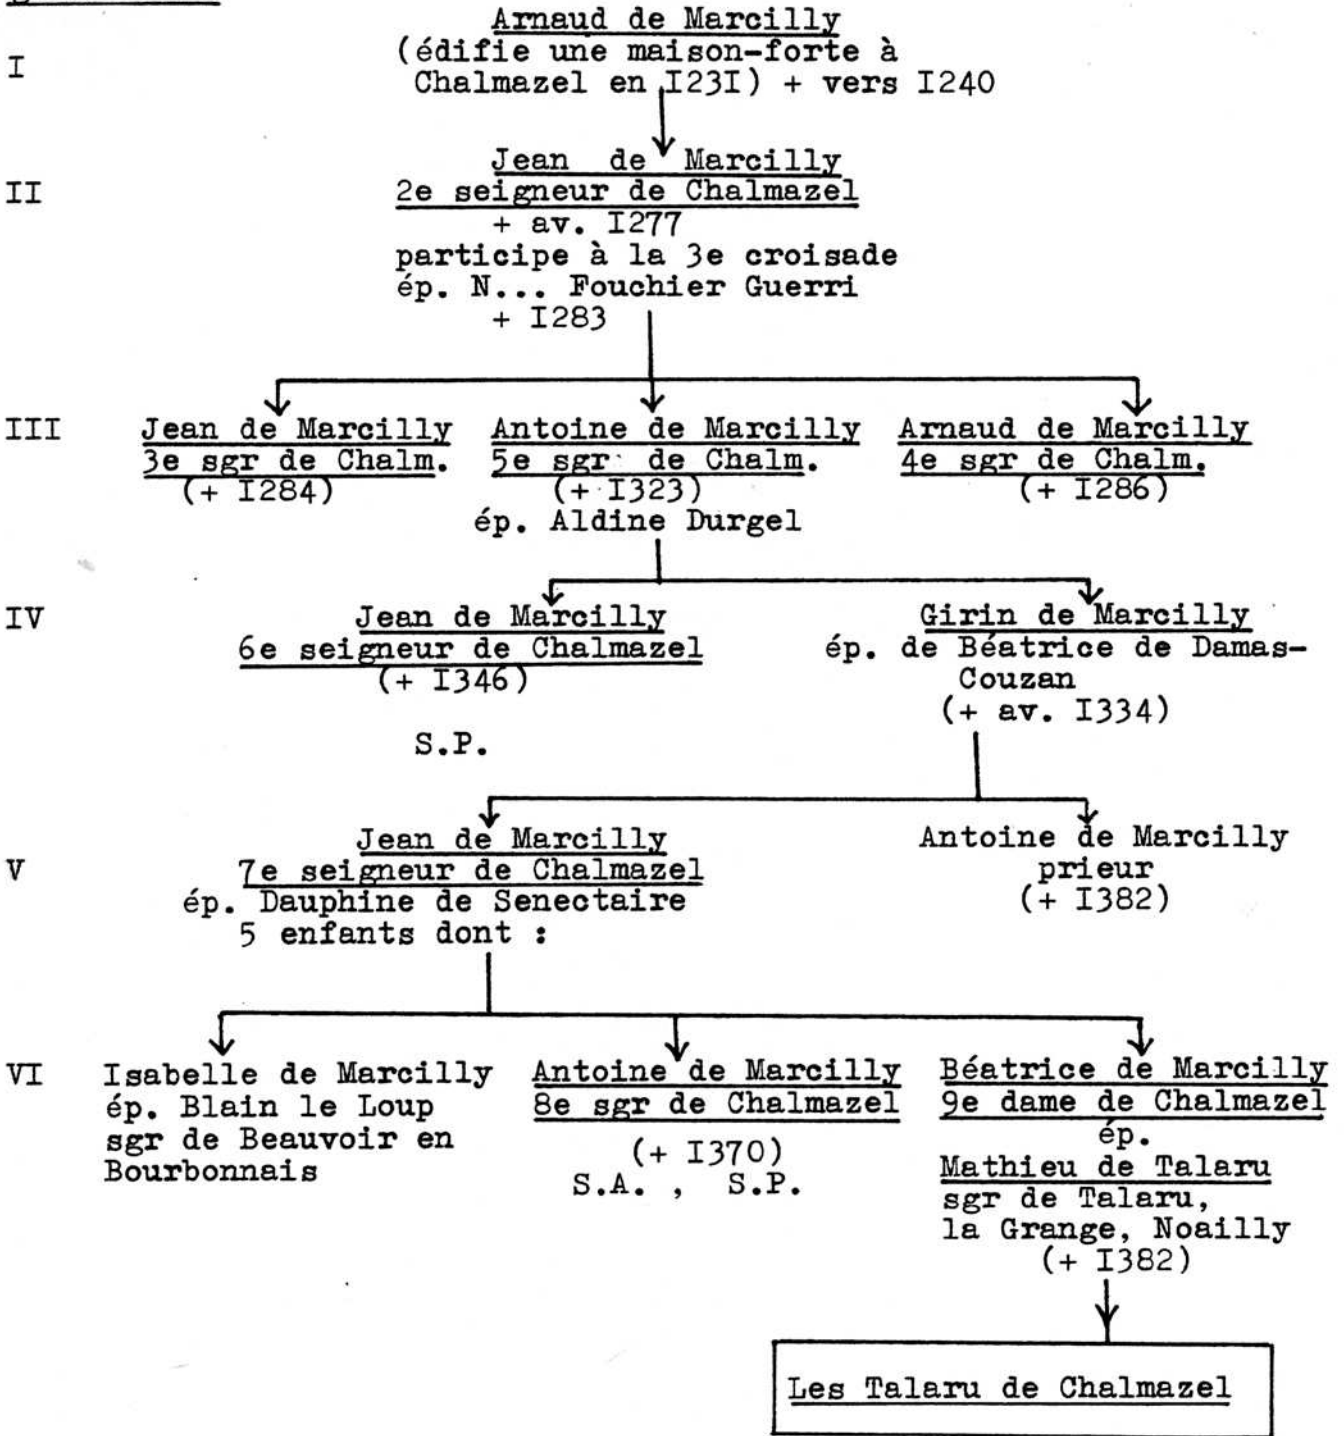 Arnaud de Marcilly
I
(édifie une maison-forte à
Chalmazel en I23I) + vers I240
Jean de Marcilly
II
2e seigneur de Chalmazel
+ av. I277
participe à la 3e croisade
ép. N... Fouchier Guerri
+ I283
III
Jean de Marcilly
3e sgr de Chalm.
(+ I284)
Antoine de Marcilly
5e sgr de Chalm.
(+ I323)
ép. Aldine Durgel
Arnaud de Marcilly
4e sgr de Chalm.
(+ I286)
IV
Jean de Marcilly
6e seigneur de Chalmazel
(+ I346)
S.P.
Girin de Marcilly
ép. de Béatrice de Damas-
Couzan
(+ av. I334)
V
Jean de Marcilly
7e seigneur de Chalmazel
ép. Dauphine de Senectaire
5 enfants dont :
Antoine de Marcilly
prieur
(+ I382)
VI
Isabelle de Marcilly
ép. Blain le Loup
sgr de Beauvoir en
Bourbonnais
Antoine de Marcilly
8e sgr de Chalmazel
(+ I370)
S.A. , S.P.
Béatrice de Marcilly
9e dame de Chalmazel
ép.
Mathieu de Talaru
sgr de Talaru,
la Grange, Noailly
(+ I382)
Les Talaru de Chalmazel